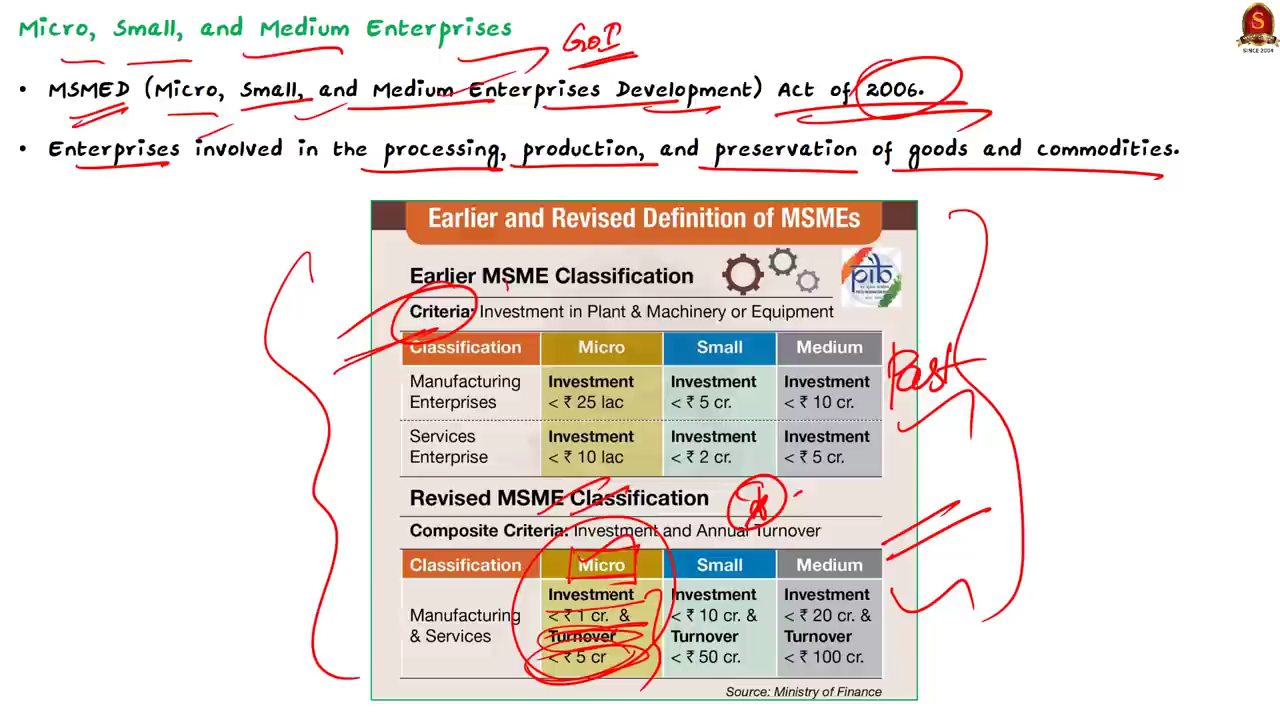 Micro, Small, and Medium Enterprises
GOI
S
SINCE 2004
• MSMED (Micro, Small, and Medium Enterprises Development) Act of 2006.
• Enterprises involved in the processing, production, and preservation of goods and commodities.
Earlier and Revised Definition of MSMEs
Earlier MSME Classification
pib
Criteria: Investment in Plant & Machinery or Equipment
Classification Micro Small Medium
Past
Manufacturing Investment Investment Investment
Enterprises < ₹ 25 lac < ₹ 5 cr. < ₹ 10 cr.
Services Investment Investment Investment
Enterprise < ₹ 10 lac < ₹ 2 cr. < ₹ 5 cr.
Revised MSME Classification
Composite Criteria: Investment and Annual Turnover
Classification Micro Small Medium
Investment Investment Investment
Manufacturing < ₹ 1 cr. & < ₹ 10 cr. & < ₹ 20 cr. &
& Services Turnover Turnover Turnover
< ₹ 5 cr < ₹ 50 cr. < ₹ 100 cr.
Source: Ministry of Finance